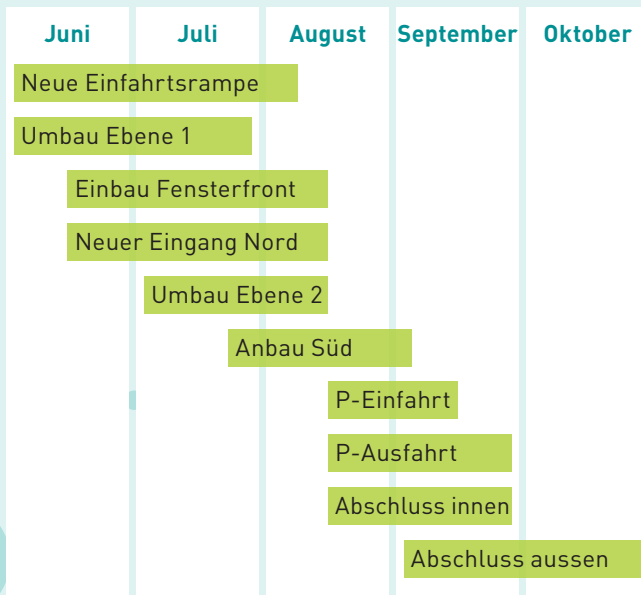 Juni Juli August September Oktober
Neue Einfahrtsrampe
Umbau Ebene 1
Einbau Fensterfront
Neuer Eingang Nord
Umbau Ebene 2
Anbau Süd
P-Einfahrt
P-Ausfahrt
Abschluss innen
Abschluss aussen